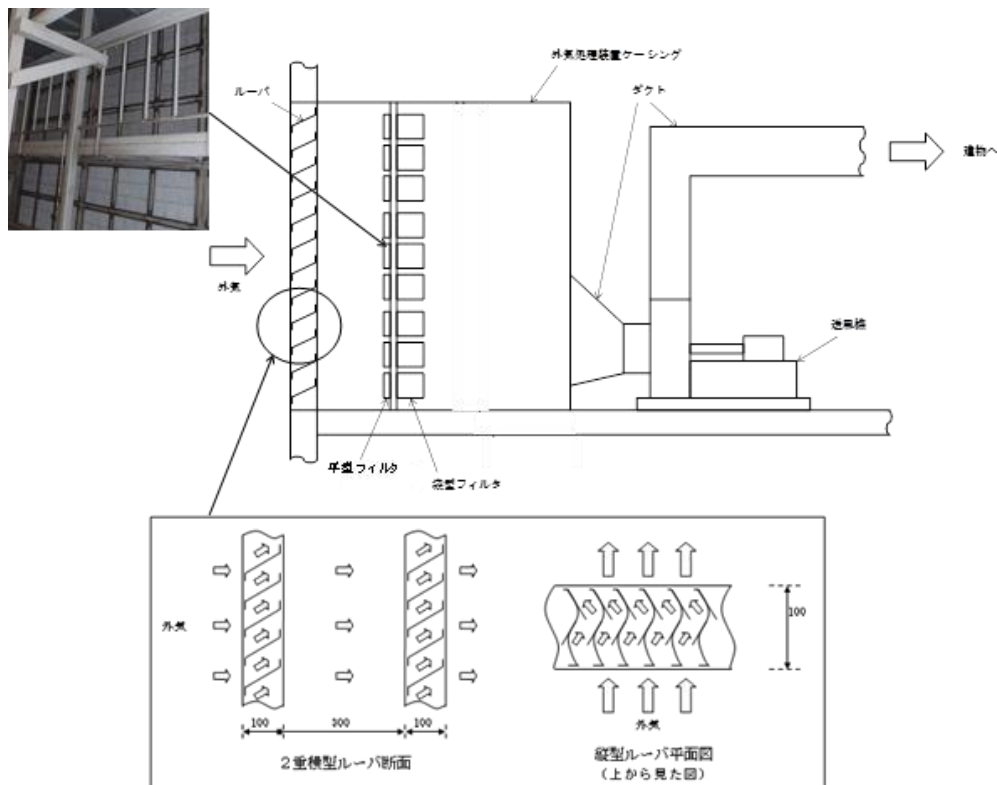 外気処理装置ケーシング
ルーバ
ダクト
建物へ
外気
送風機
平型フィルタ
袋型フィルタ
外気
100
300
100
2重横型ルーバ断面
100
外気
縦型ルーバ平面図
（上から見た図）